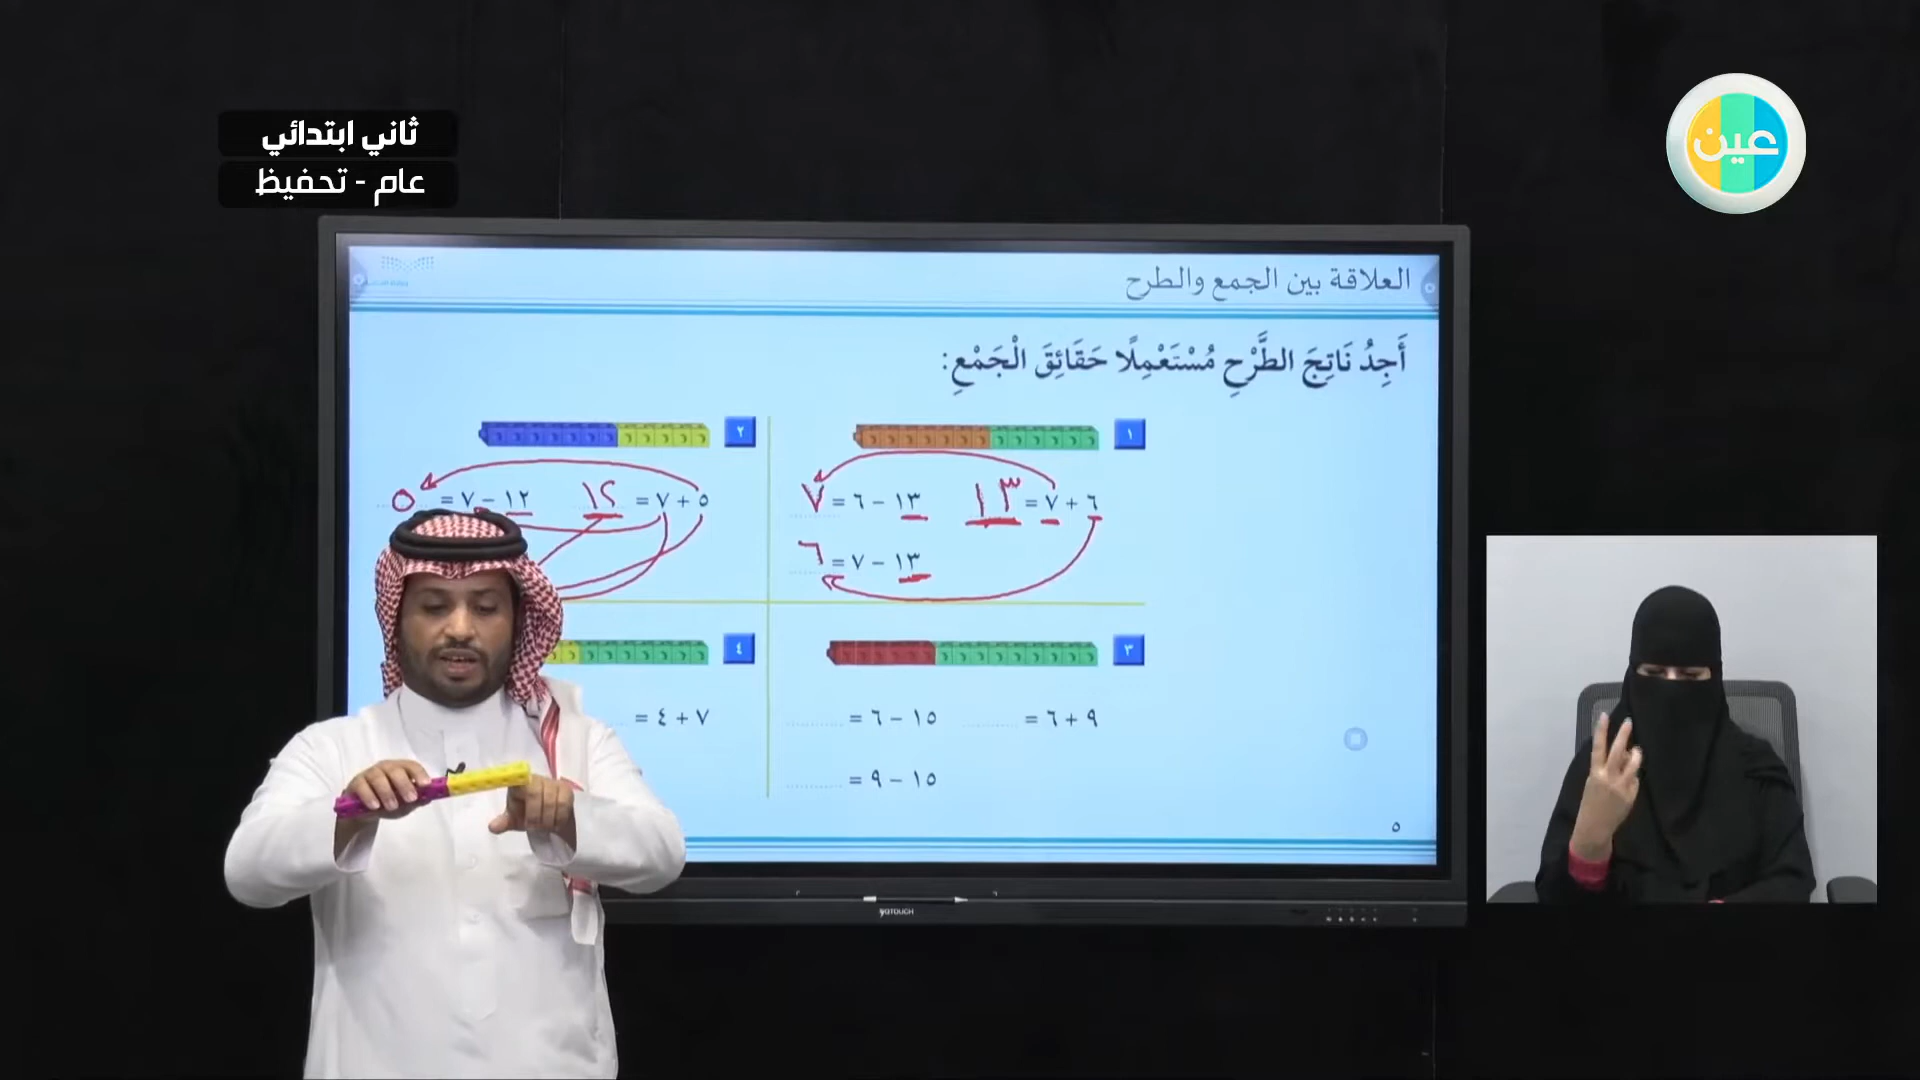 ثاني ابتدائي
عام - تحفيظ
عين
العلاقة بين الجمع والطرح
أَجِدُ نَاتِجَ الطَّرْحِ مُسْتَعْمِلًا حَقَائِقَ الْجَمْعِ:
١
٦ + ٧ = ١٣
١٣ - ٦ = ٧
١٣ - ٧ = ٦
٢
٥ + ٧ = ١٢
١٢ - ٧ = ٥
٣
٩ + ٦ =
١٥ - ٦ =
١٥ - ٩ =
٤
٧ + ٤ =
٥